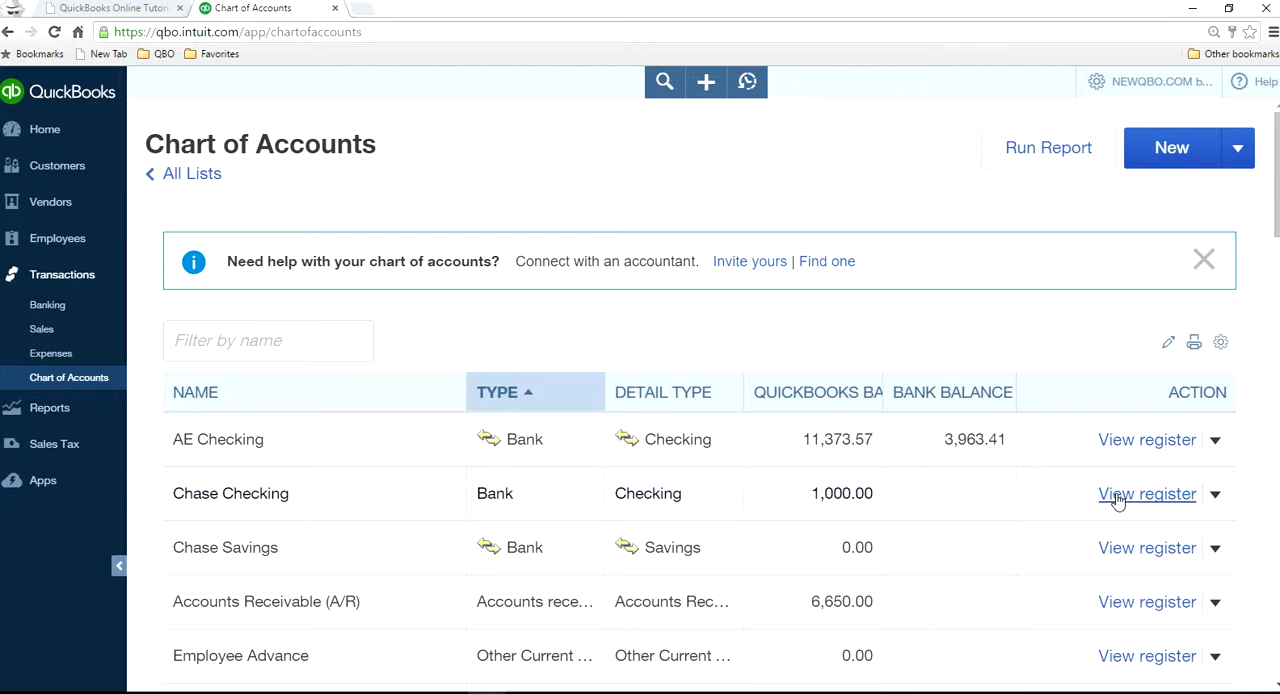 QuickBooks Online Tutori
Chart of Accounts
https://qbo.intuit.com/app/chartofaccounts
Bookmarks New Tab QBO Favorites Other bookmarks
qb QuickBooks
NEWQBO.COM b... Help
Home
Customers
Vendors
Employees
Transactions
Banking
Sales
Expenses
Chart of Accounts
Reports
Sales Tax
Apps
Chart of Accounts
All Lists
Run Report New
Need help with your chart of accounts? Connect with an accountant. Invite yours | Find one
Filter by name
NAME TYPE DETAIL TYPE QUICKBOOKS BA BANK BALANCE ACTION
AE Checking Bank Checking 11,373.57 3,963.41 View register
Chase Checking Bank Checking 1,000.00 View register
Chase Savings Bank Savings 0.00 View register
Accounts Receivable (A/R) Accounts rece... Accounts Rec... 6,650.00 View register
Employee Advance Other Current ... Other Current ... 0.00 View register